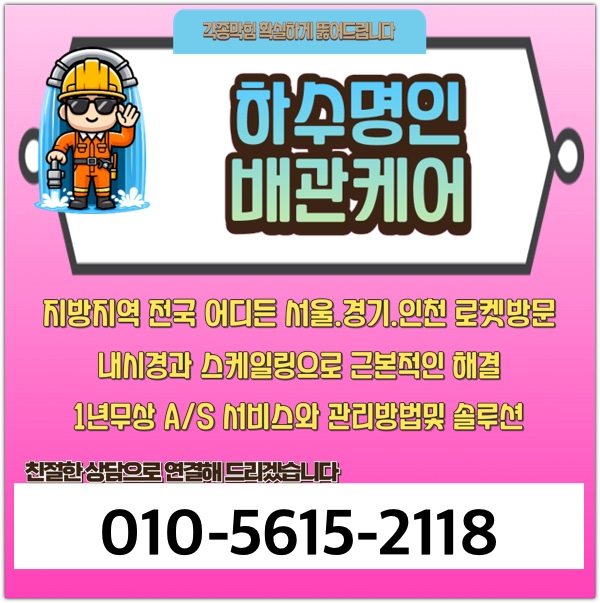 각종막힘 확실하게 뚫어드립니다
하수명인
배관케어
지방지역 전국 어디든 서울.경기.인천 로켓방문
내시경과 스케일링으로 근본적인 해결
1년무상 A/S 서비스와 관리방법및 솔루션
친절한 상담으로 연결해 드리겠습니다
010-5615-2118